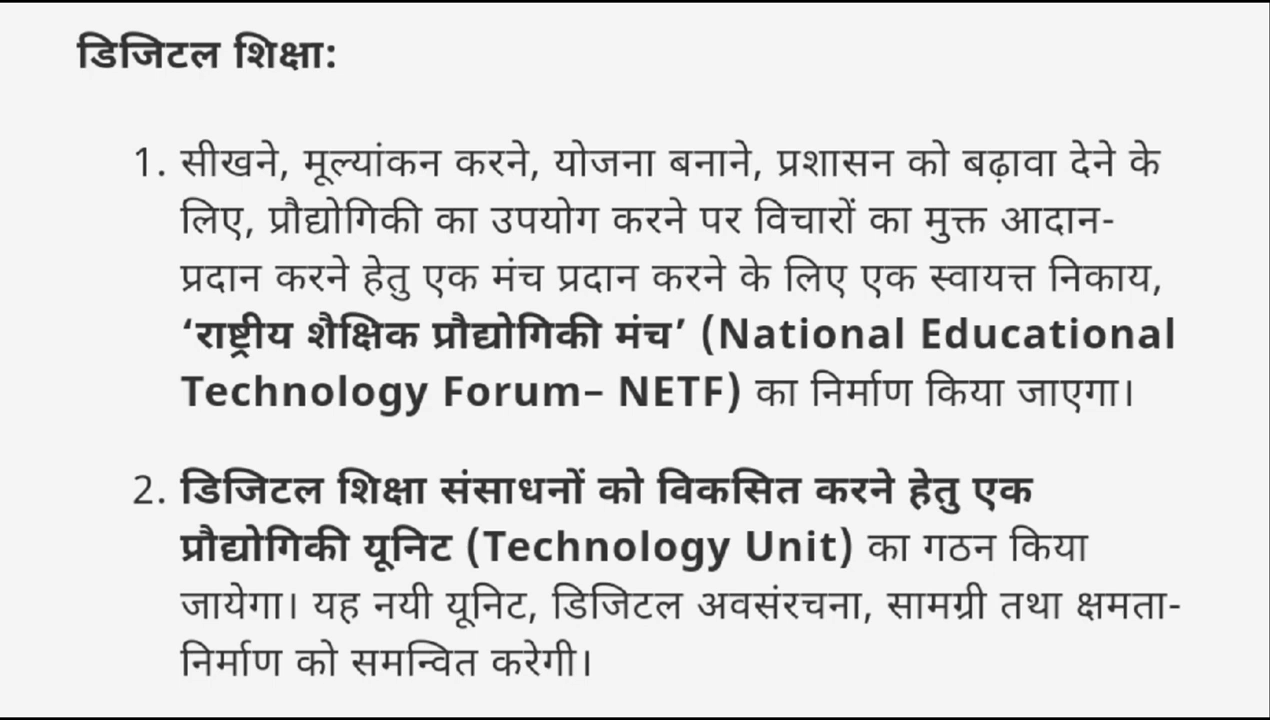 डिजिटल शिक्षा:
1. सीखने, मूल्यांकन करने, योजना बनाने, प्रशासन को बढ़ावा देने के
लिए, प्रौद्योगिकी का उपयोग करने पर विचारों का मुक्त आदान-
प्रदान करने हेतु एक मंच प्रदान करने के लिए एक स्वायत्त निकाय,
‘राष्ट्रीय शैक्षिक प्रौद्योगिकी मंच’ (National Educational
Technology Forum– NETF) का निर्माण किया जाएगा।
2. डिजिटल शिक्षा संसाधनों को विकसित करने हेतु एक
प्रौद्योगिकी यूनिट (Technology Unit) का गठन किया
जायेगा। यह नयी यूनिट, डिजिटल अवसंरचना, सामग्री तथा क्षमता-
निर्माण को समन्वित करेगी।